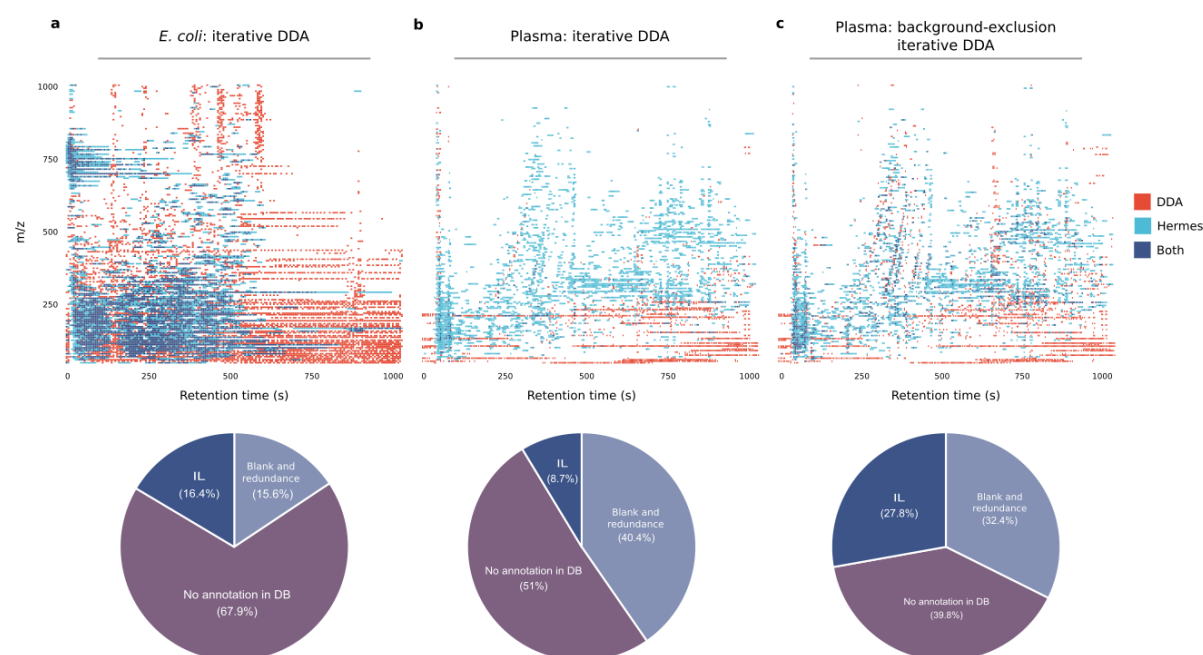 a
E. coli: iterative DDA
b
Plasma: iterative DDA
c
Plasma: background-exclusion
iterative DDA
m/z
1000
750
500
250
0
250
500
750
1000
Retention time (s)
0
250
500
750
1000
Retention time (s)
0
250
500
750
1000
Retention time (s)
DDA
Hermes
Both
IL
(16.4%)
Blank and
redundance
(15.6%)
No annotation in DB
(67.9%)
IL
(8.7%)
Blank and
redundance
(40.4%)
No annotation in DB
(51%)
IL
(27.8%)
Blank and
redundance
(32.4%)
No annotation in DB
(39.8%)